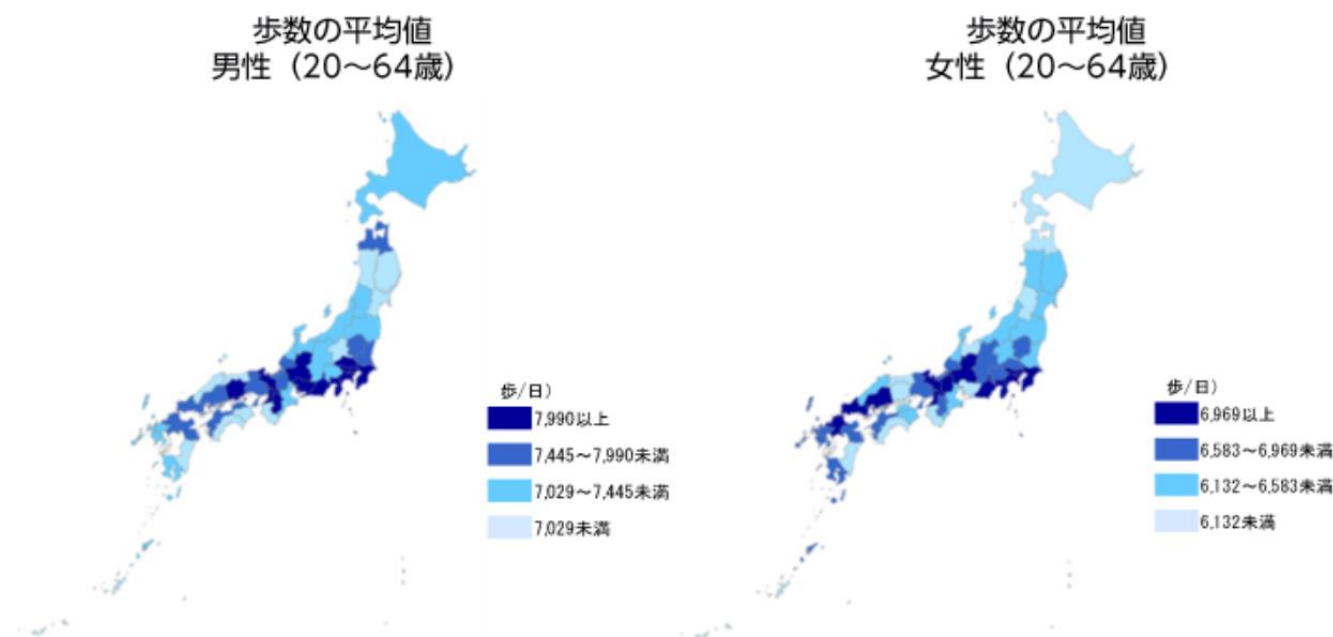 歩数の平均値
男性（20～64歳）
歩/日）
7,990以上
7,445～7,990未満
7,029～7,445未満
7,029未満
歩数の平均値
女性（20～64歳）
歩/日）
6,969以上
6,583～6,969未満
6,132～6,583未満
6,132未満